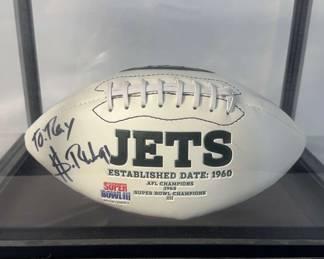 To: Ray
JETS
ESTABLISHED DATE: 1960
AFL CHAMPIONS
1968
SUPER BOWL CHAMPIONS
III
SUPER
BOWL III